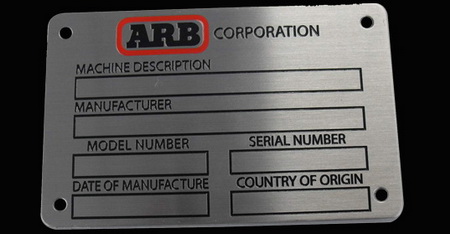 ARB CORPORATION
MACHINE DESCRIPTION
MANUFACTURER
MODEL NUMBER SERIAL NUMBER
DATE OF MANUFACTURE COUNTRY OF ORIGIN